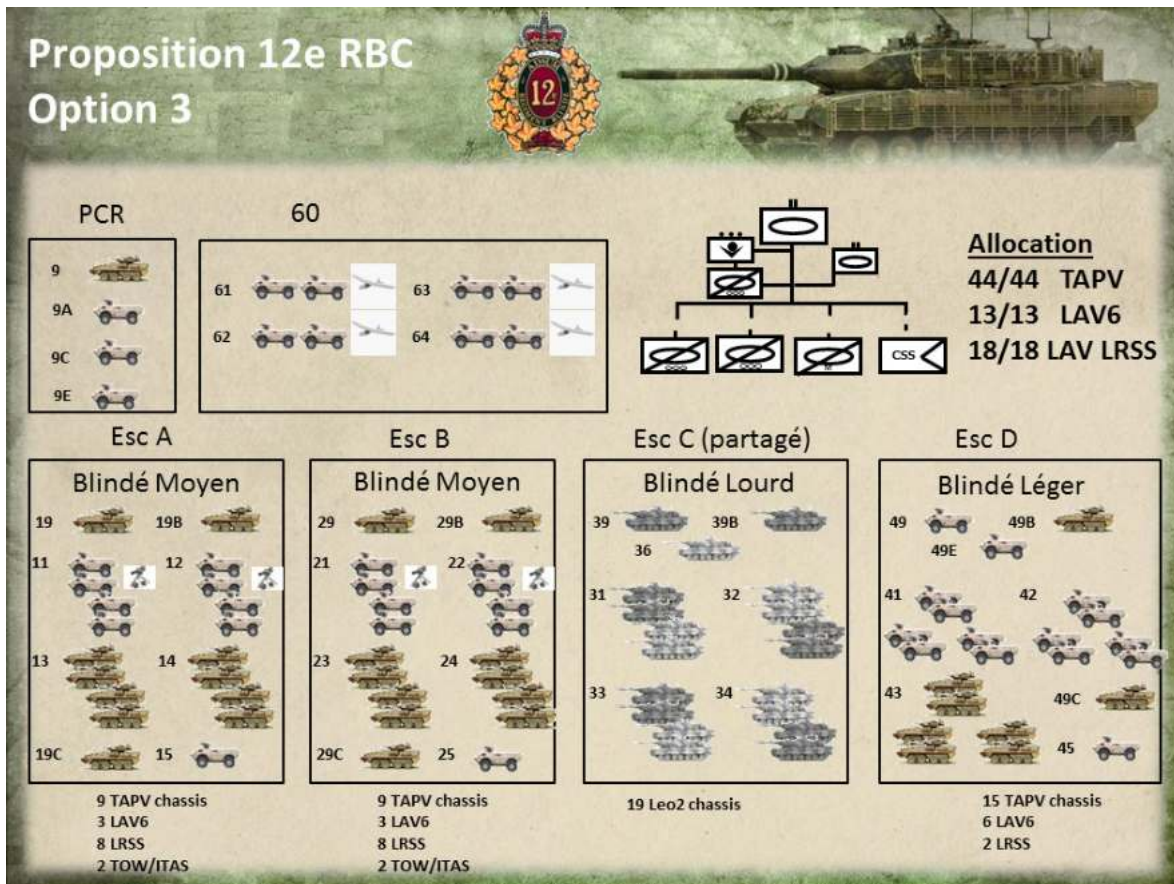 Proposition 12e RBC
Option 3
12
PCR
60
9
9A
9C
9E
61
63
62
64
CSS
Allocation
44/44 TAPV
13/13 LAV6
18/18 LAV LRSS
Esc A
Esc B
Esc C (partagé)
Esc D
Blindé Moyen
19
19B
11
12
13
14
19C
15
Blindé Moyen
29
29B
21
22
23
24
29C
25
Blindé Lourd
39
39B
36
31
32
33
34
Blindé Léger
49
49B
49E
41
42
43
49C
45
9 TAPV chassis
3 LAV6
8 LRSS
2 TOW/ITAS
9 TAPV chassis
3 LAV6
8 LRSS
2 TOW/ITAS
19 Leo2 chassis
15 TAPV chassis
6 LAV6
2 LRSS